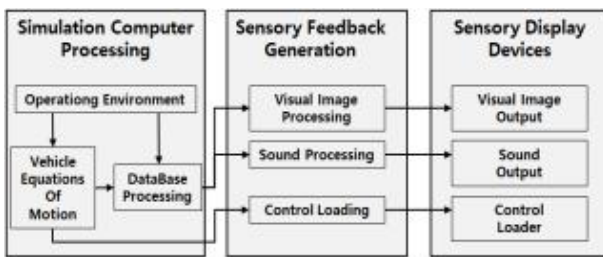 Simulation Computer
Processing
Operationg Environment
Vehicle
Equations
Of
Motion
DataBase
Processing
Sensory Feedback
Generation
Visual Image
Processing
Sound Processing
Control Loading
Sensory Display
Devices
Visual Image
Output
Sound
Output
Control
Loader